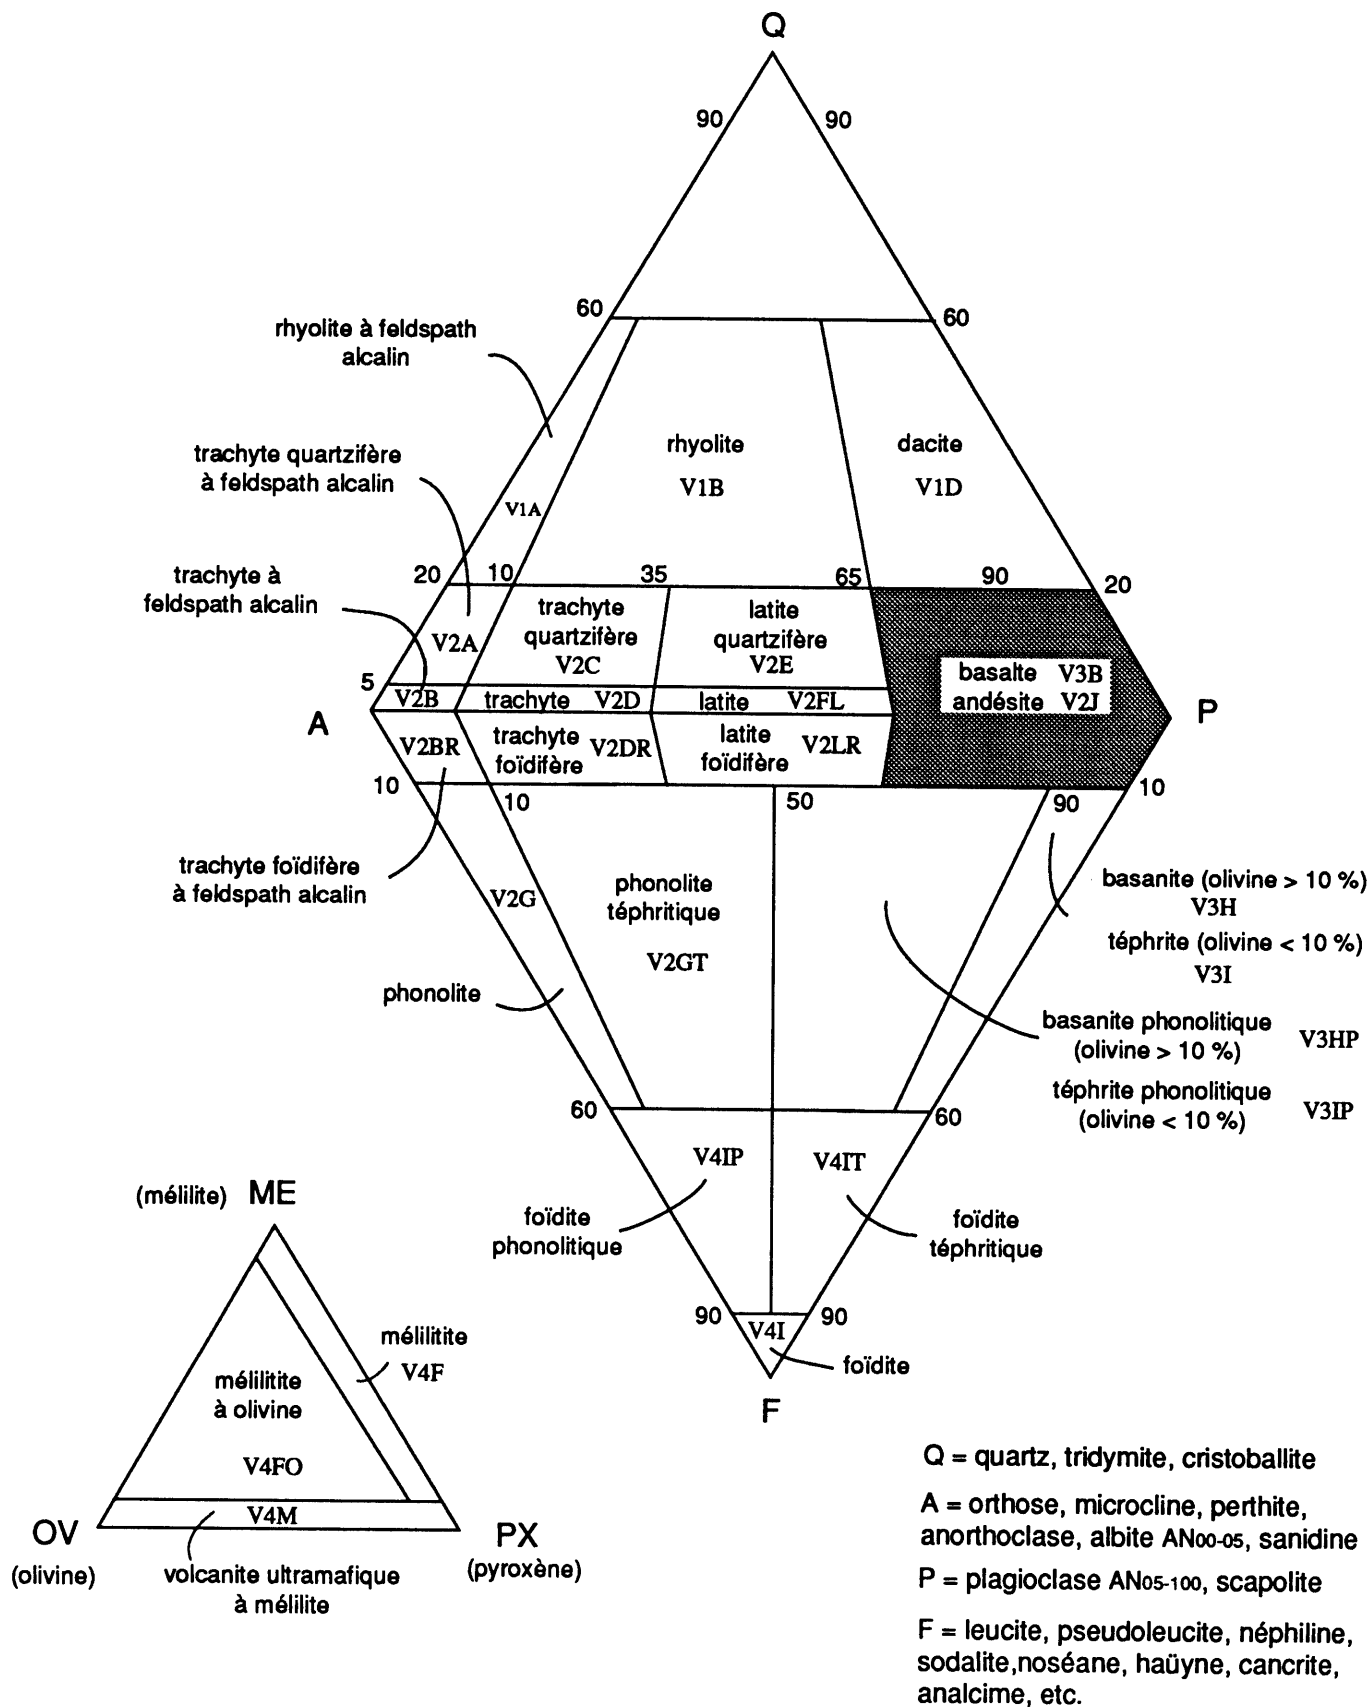 Q
90 90
60 60
rhyolite à feldspath
alcalin
trachyte quartzifère
à feldspath alcalin
rhyolite
V1B
dacite
V1D
V1A
trachyte à
feldspath alcalin
20 10 35 65 90 20
trachyte
quartzifère
V2C
latite
quartzifère
V2E
V2A
basalte V3B
andésite V2J
5
V2B trachyte V2D latite V2FL
A P
V2BR
trachyte
foïdifère V2DR
latite
foïdifère V2LR
10 10 50 90 10
trachyte foïdifère
à feldspath alcalin
V2G
phonolite
téphritique
V2GT
basanite (olivine > 10 %)
V3H
téphrite (olivine < 10 %)
V3I
phonolite
basanite phonolitique
(olivine > 10 %) V3HP
téphrite phonolitique
(olivine < 10 %) V3IP
60 60
V4IP V4IT
foïdite
phonolitique
foïdite
téphritique
90 90
V4I
foïdite
F
(mélilite) ME
mélilitite
V4F
mélilitite
à olivine
V4FO
V4M
OV
(olivine)
PX
(pyroxène)
volcanite ultramafique
à mélilite
Q = quartz, tridymite, cristoballite
A = orthose, microcline, perthite,
anorthoclase, albite AN00-05, sanidine
P = plagioclase AN05-100, scapolite
F = leucite, pseudoleucite, néphiline,
sodalite,noséane, haüyne, cancrite,
analcime, etc.